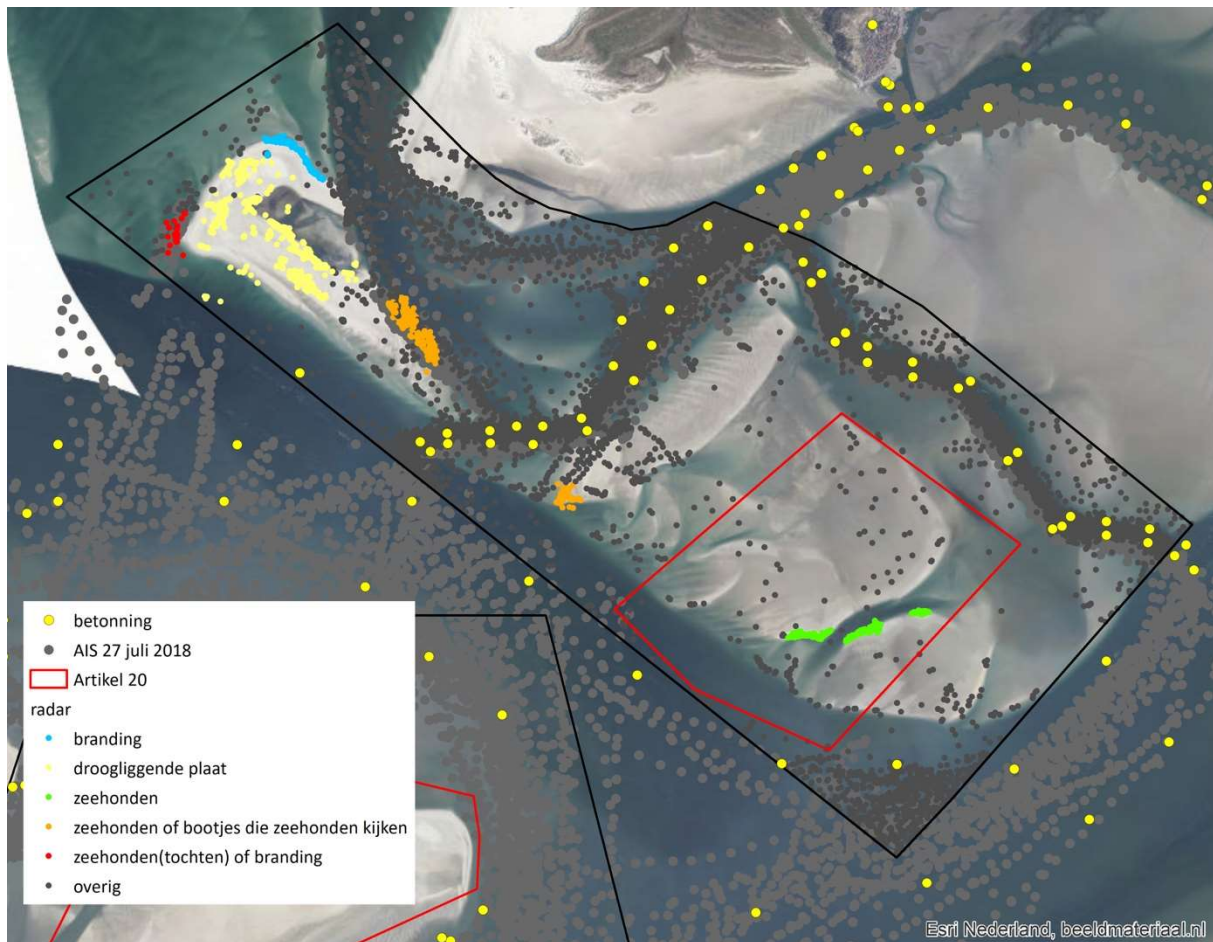 betonning
AIS 27 juli 2018
Artikel 20
radar
branding
droogliggende plaat
zeehonden
zeehonden of bootjes die zeehonden kijken
zeehonden(tochten) of branding
overig
Esri Nederland, beeldmateriaal.nl